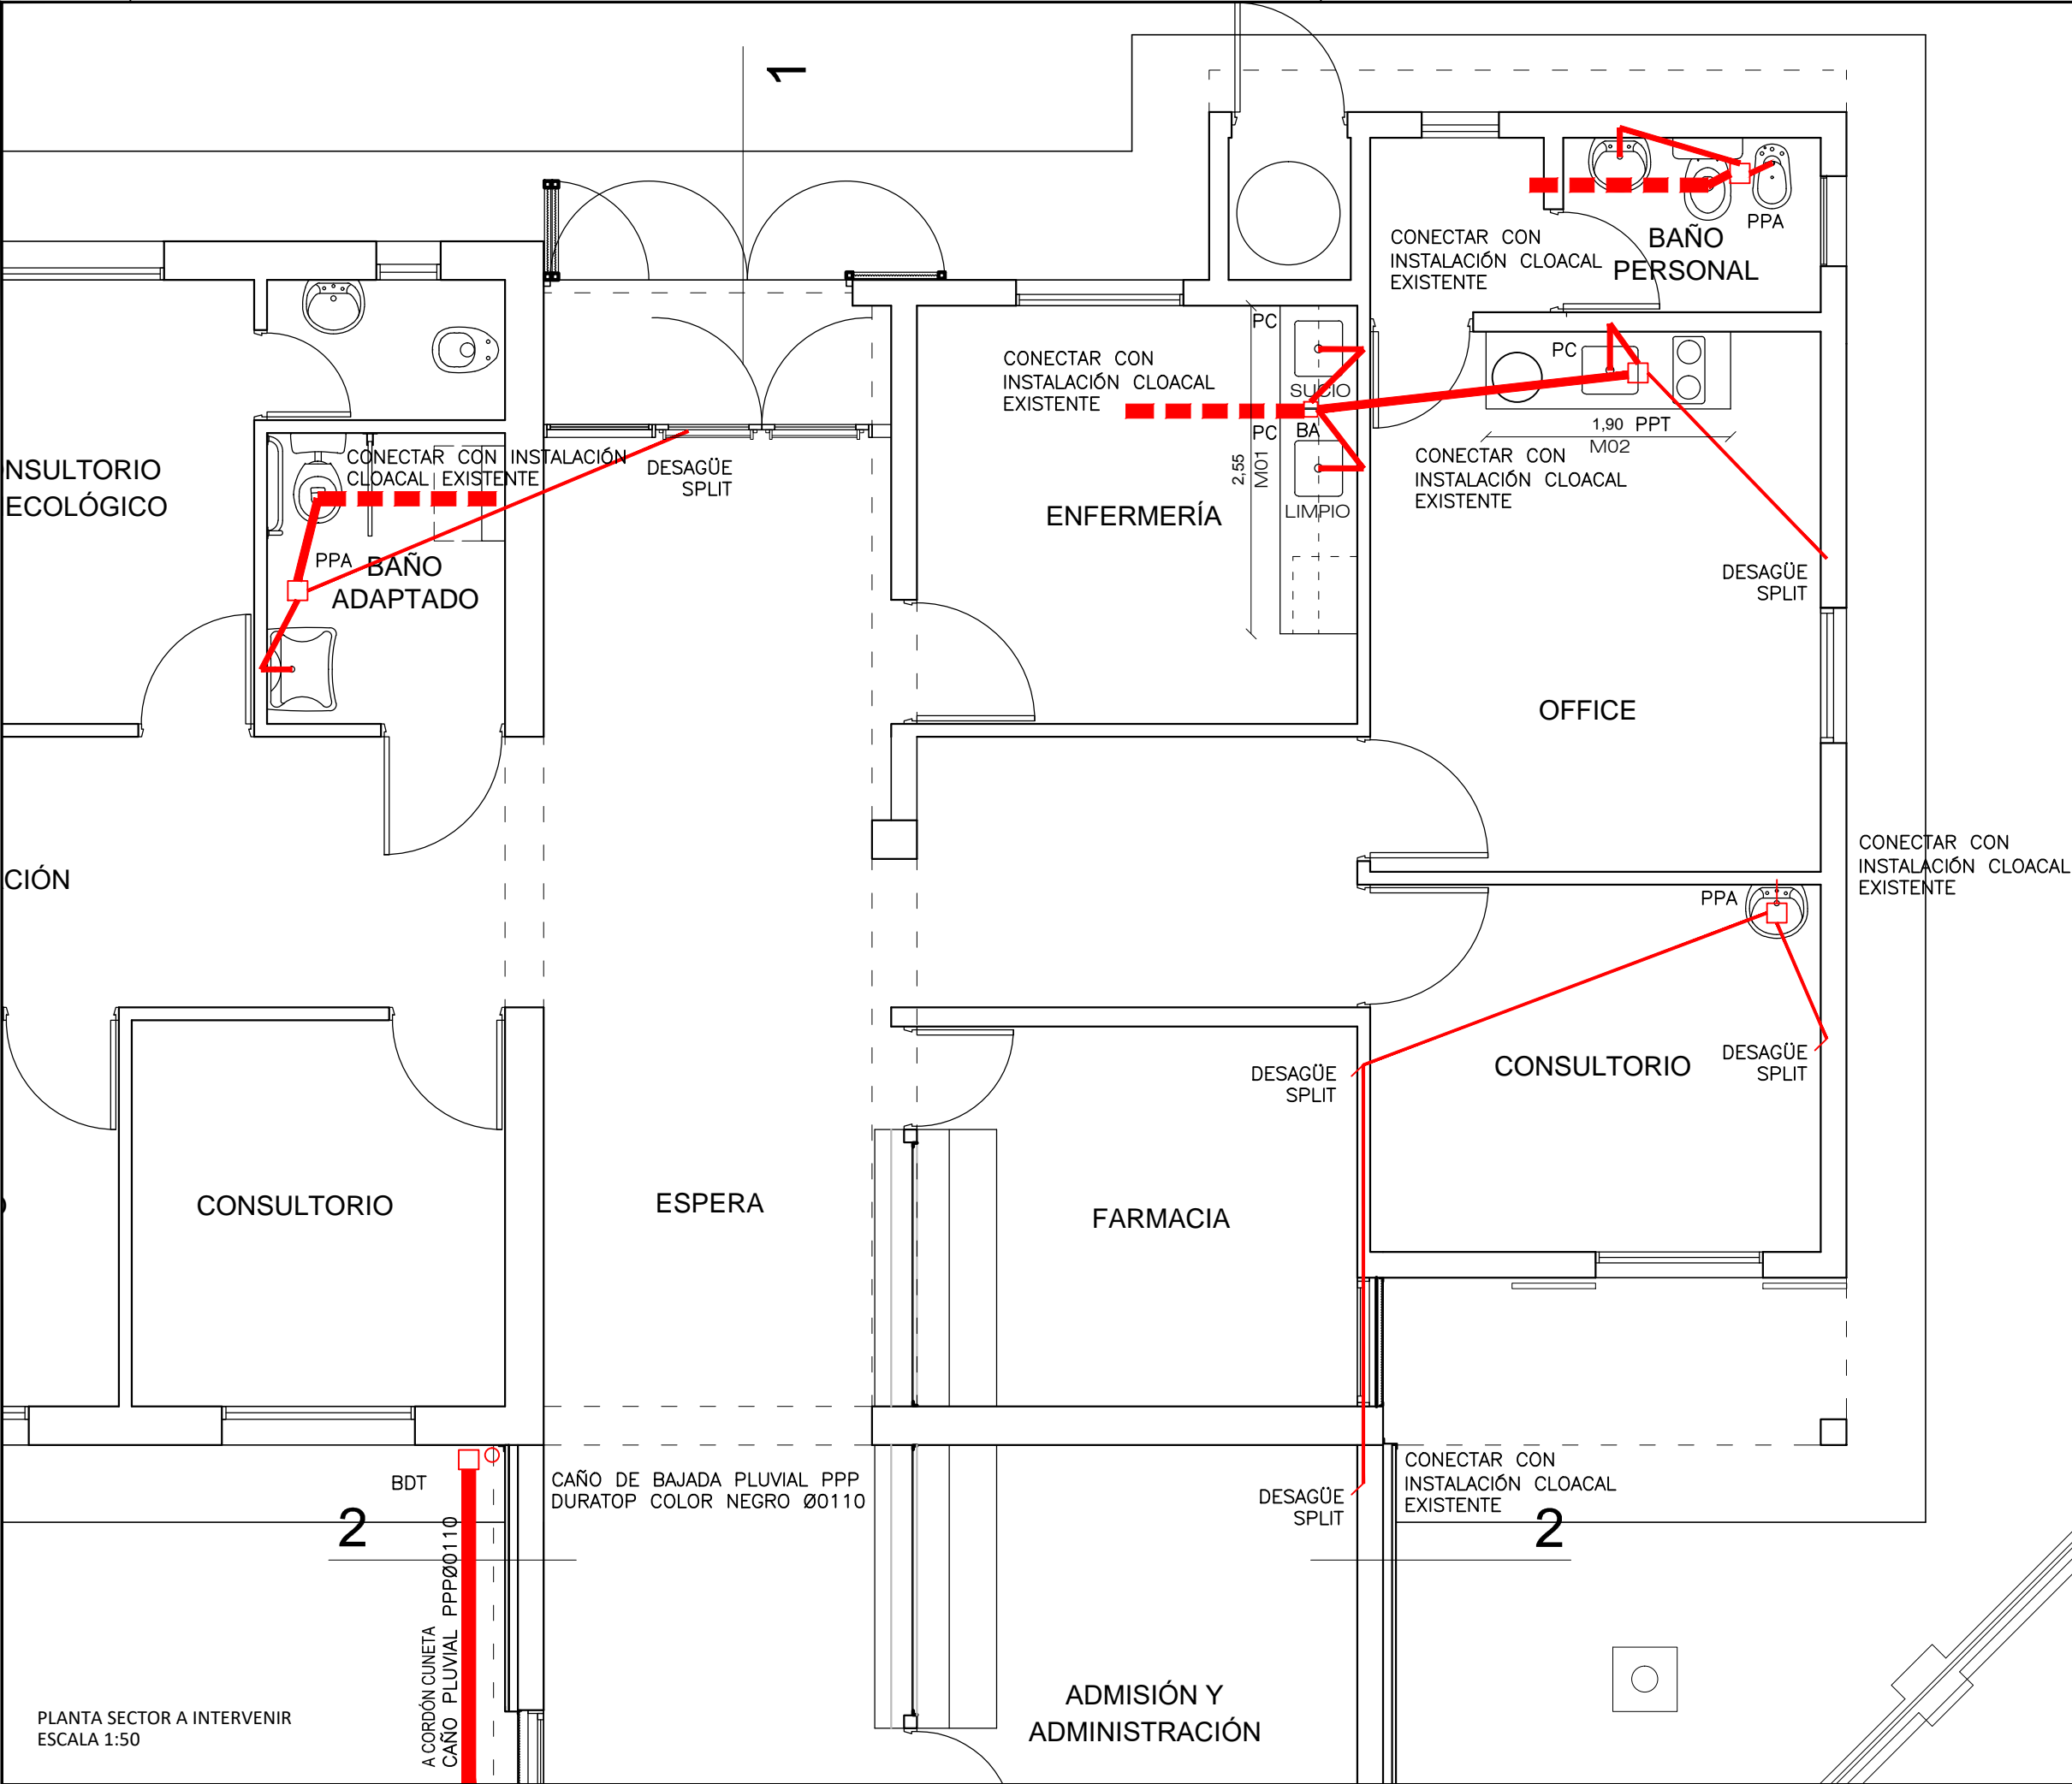 1
CONECTAR CON
INSTALACIÓN CLOACAL
EXISTENTE
BAÑO
PERSONAL
PPA
CONECTAR CON
INSTALACIÓN CLOACAL
EXISTENTE
PC
SUCIO
PC
BA
LIMPIO
2,55
M01
ENFERMERÍA
PC
1,90
PPT
M02
CONECTAR CON
INSTALACIÓN CLOACAL
EXISTENTE
DESAGÜE
SPLIT
OFFICE
NSULTORIO
ECOLÓGICO
CONECTAR CON INSTALACIÓN
CLOACAL EXISTENTE
DESAGÜE
SPLIT
PPA
BAÑO
ADAPTADO
CIÓN
CONECTAR CON
INSTALACIÓN CLOACAL
EXISTENTE
PPA
CONSULTORIO
DESAGÜE
SPLIT
DESAGÜE
SPLIT
CONSULTORIO
ESPERA
FARMACIA
BDT
CAÑO DE BAJADA PLUVIAL PPP
DURATOP COLOR NEGRO Ø0110
DESAGÜE
SPLIT
CONECTAR CON
INSTALACIÓN CLOACAL
EXISTENTE
2
2
A CORDÓN CUNETA
CAÑO PLUVIAL PPPØ0110
ADMISIÓN Y
ADMINISTRACIÓN
PLANTA SECTOR A INTERVENIR
ESCALA 1:50